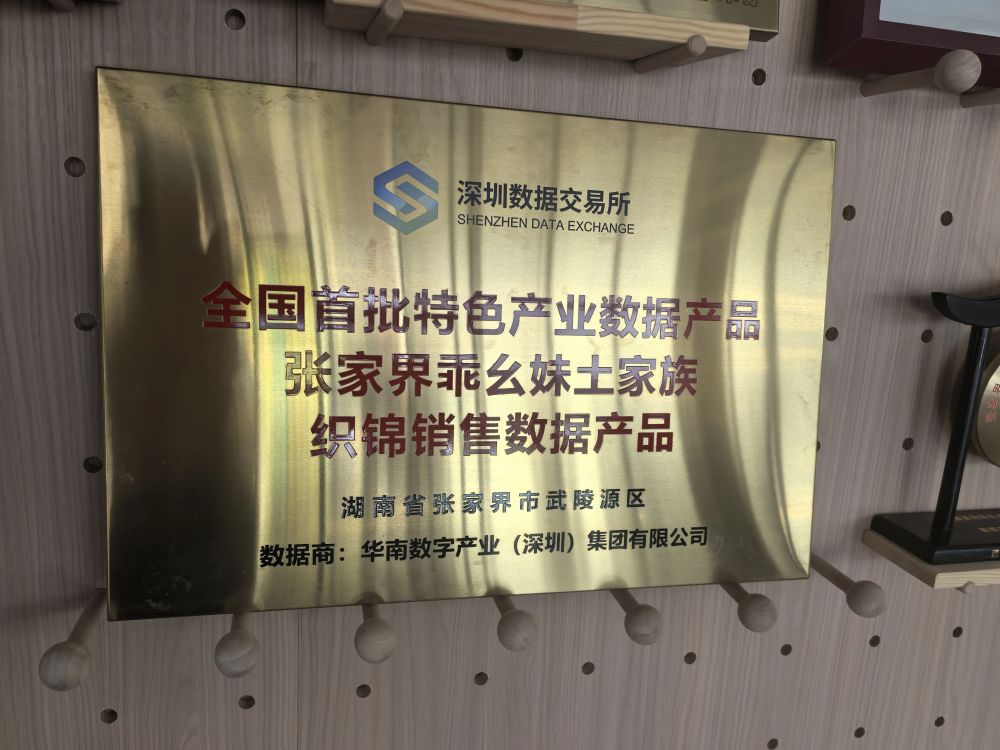 深圳数据交易所
SHENZHEN DATA EXCHANGE
全国首批特色产业数据产品
张家界乖幺妹土家族
织锦销售数据产品
湖南省张家界市武陵源区
数据商：华南数字产业（深圳）集团有限公司